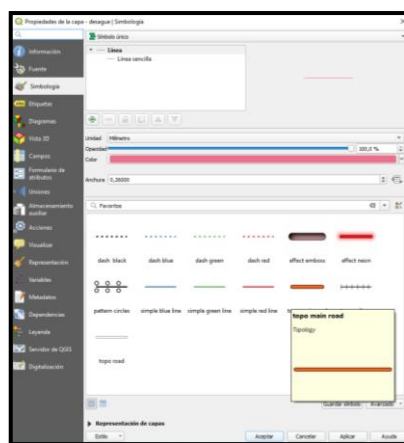 Propiedades de la capa - desague | Simbología
Información
Fuente
Simbología
Etiquetas
Diagramas
Vista 3D
Campos
Formulario de atributos
Uniones
Almacenamiento auxiliar
Acciones
Visualizar
Representación
Variables
Metadatos
Dependencias
Leyenda
Servidor de QGIS
Digitalización
Símbolo único
Línea
Línea sencilla
Unidad Milímetro
Opacidad 100,0 %
Color
Anchura 0,26000
Favoritos
dash black dash blue dash green dash red effect emboss effect neon
pattern circles simple blue line simple green line simple red line
topo road
topo main road
Topology
Guardar símbolo Avanzado
Representación de capas
Estilo Aceptar Cancelar Aplicar Ayuda